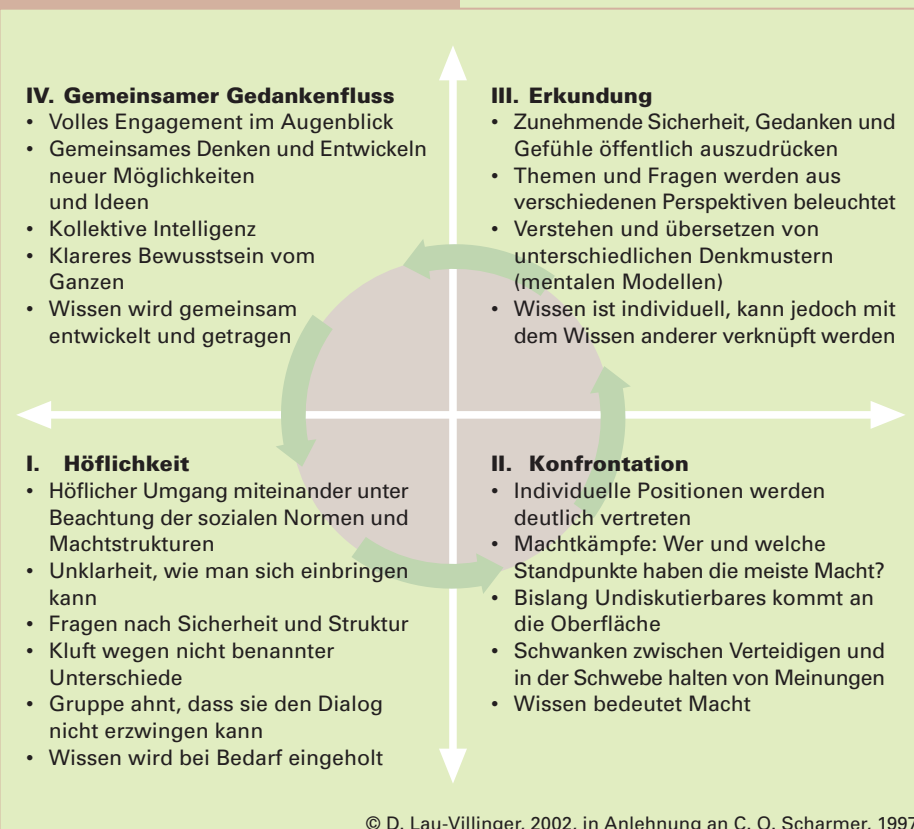 IV. Gemeinsamer Gedankenfluss
• Volles Engagement im Augenblick
• Gemeinsames Denken und Entwickeln
neuer Möglichkeiten
und Ideen
• Kollektive Intelligenz
• Klareres Bewusstsein vom
Ganzen
• Wissen wird gemeinsam
entwickelt und getragen
III. Erkundung
• Zunehmende Sicherheit, Gedanken und
Gefühle öffentlich auszudrücken
• Themen und Fragen werden aus
verschiedenen Perspektiven beleuchtet
• Verstehen und übersetzen von
unterschiedlichen Denkmustern
(mentalen Modellen)
• Wissen ist individuell, kann jedoch mit
dem Wissen anderer verknüpft werden
I. Höflichkeit
• Höflicher Umgang miteinander unter
Beachtung der sozialen Normen und
Machtstrukturen
• Unklarheit, wie man sich einbringen
kann
• Fragen nach Sicherheit und Struktur
• Kluft wegen nicht benannter
Unterschiede
• Gruppe ahnt, dass sie den Dialog
nicht erzwingen kann
• Wissen wird bei Bedarf eingeholt
II. Konfrontation
• Individuelle Positionen werden
deutlich vertreten
• Machtkämpfe: Wer und welche
Standpunkte haben die meiste Macht?
• Bislang Undiskutierbares kommt an
die Oberfläche
• Schwanken zwischen Verteidigen und
in der Schwebe halten von Meinungen
• Wissen bedeutet Macht
© D. Lau-Villinger, 2002, in Anlehnung an C. O. Scharmer, 1997